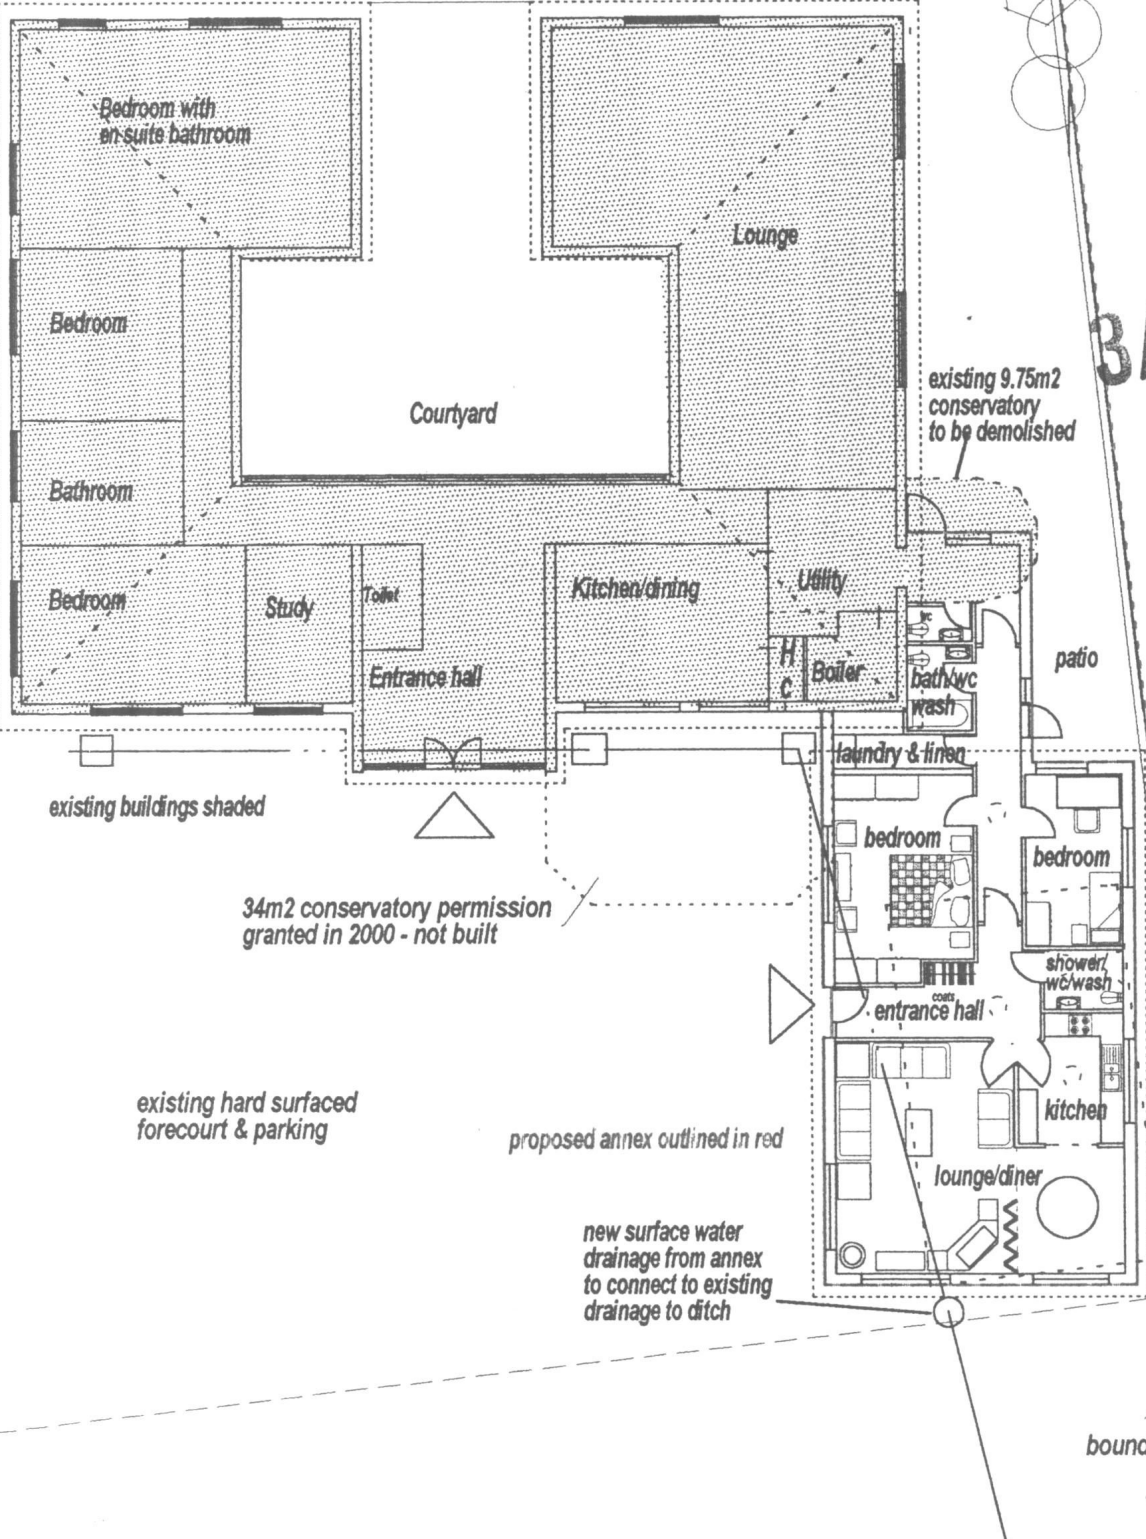 Bedroom with
en suite bathroom
Lounge
Bedroom
existing 9.75m2
conservatory
to be demolished
Courtyard
Bathroom
Bedroom
Study
Toilet
Kitchen/dining
Utility
wc
Entrance hall
H
C
Boiler
bath/wc
wash
patio
laundry & linen
existing buildings shaded
bedroom
bedroom
34m2 conservatory permission
granted in 2000 - not built
shower/
wc/wash
coats
entrance hall
existing hard surfaced
forecourt & parking
kitchen
proposed annex outlined in red
lounge/diner
new surface water
drainage from annex
to connect to existing
drainage to ditch